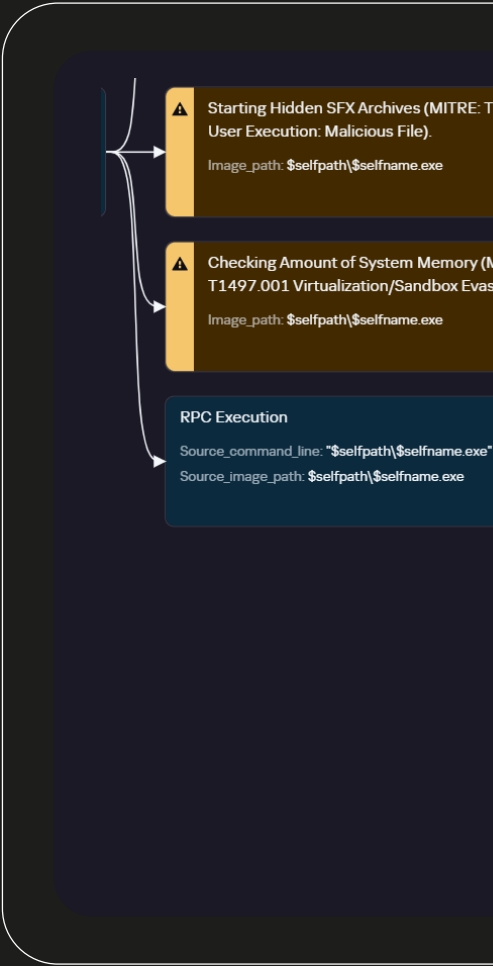 Starting Hidden SFX Archives (MITRE: T
User Execution: Malicious File).
Image_path: $selfpath\$selfname.exe
Checking Amount of System Memory (M
T1497.001 Virtualization/Sandbox Evas
Image_path: $selfpath\$selfname.exe
RPC Execution
Source_command_line: "$selfpath\$selfname.exe"
Source_image_path: $selfpath\$selfname.exe